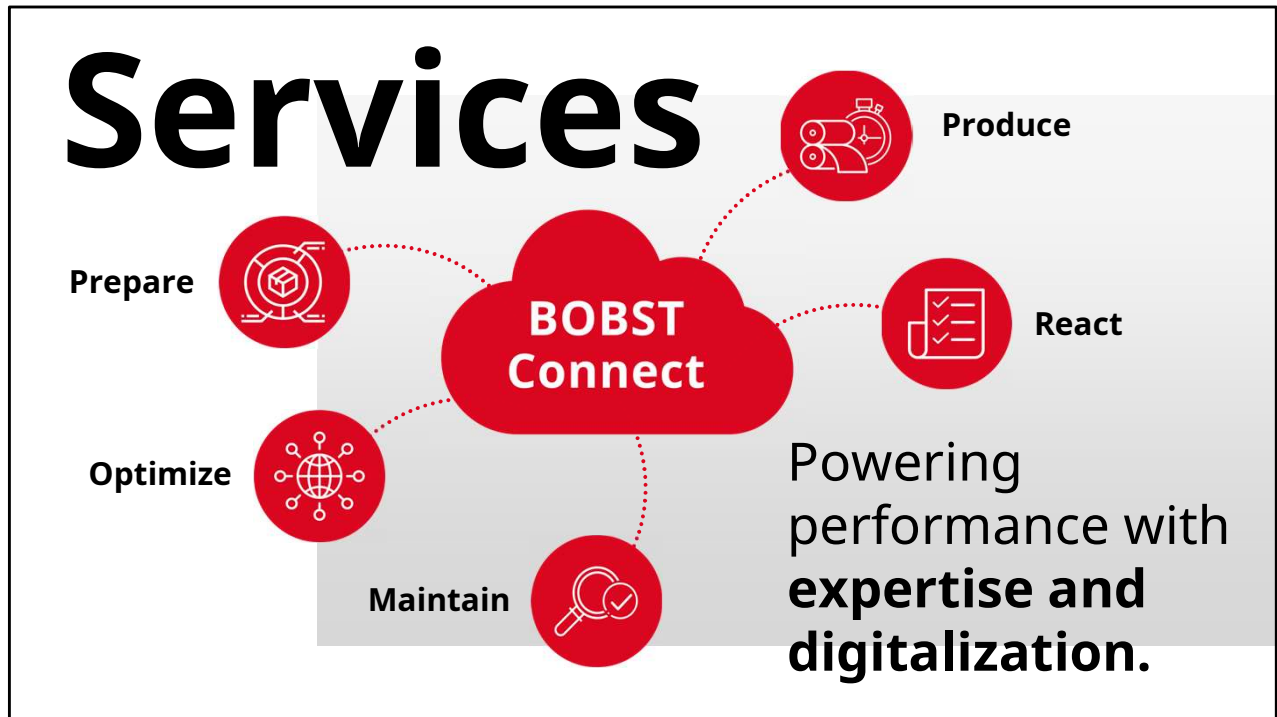 Services
Produce
Prepare
BOBST
Connect
React
Optimize
Powering
performance with
expertise and
digitalization.
Maintain